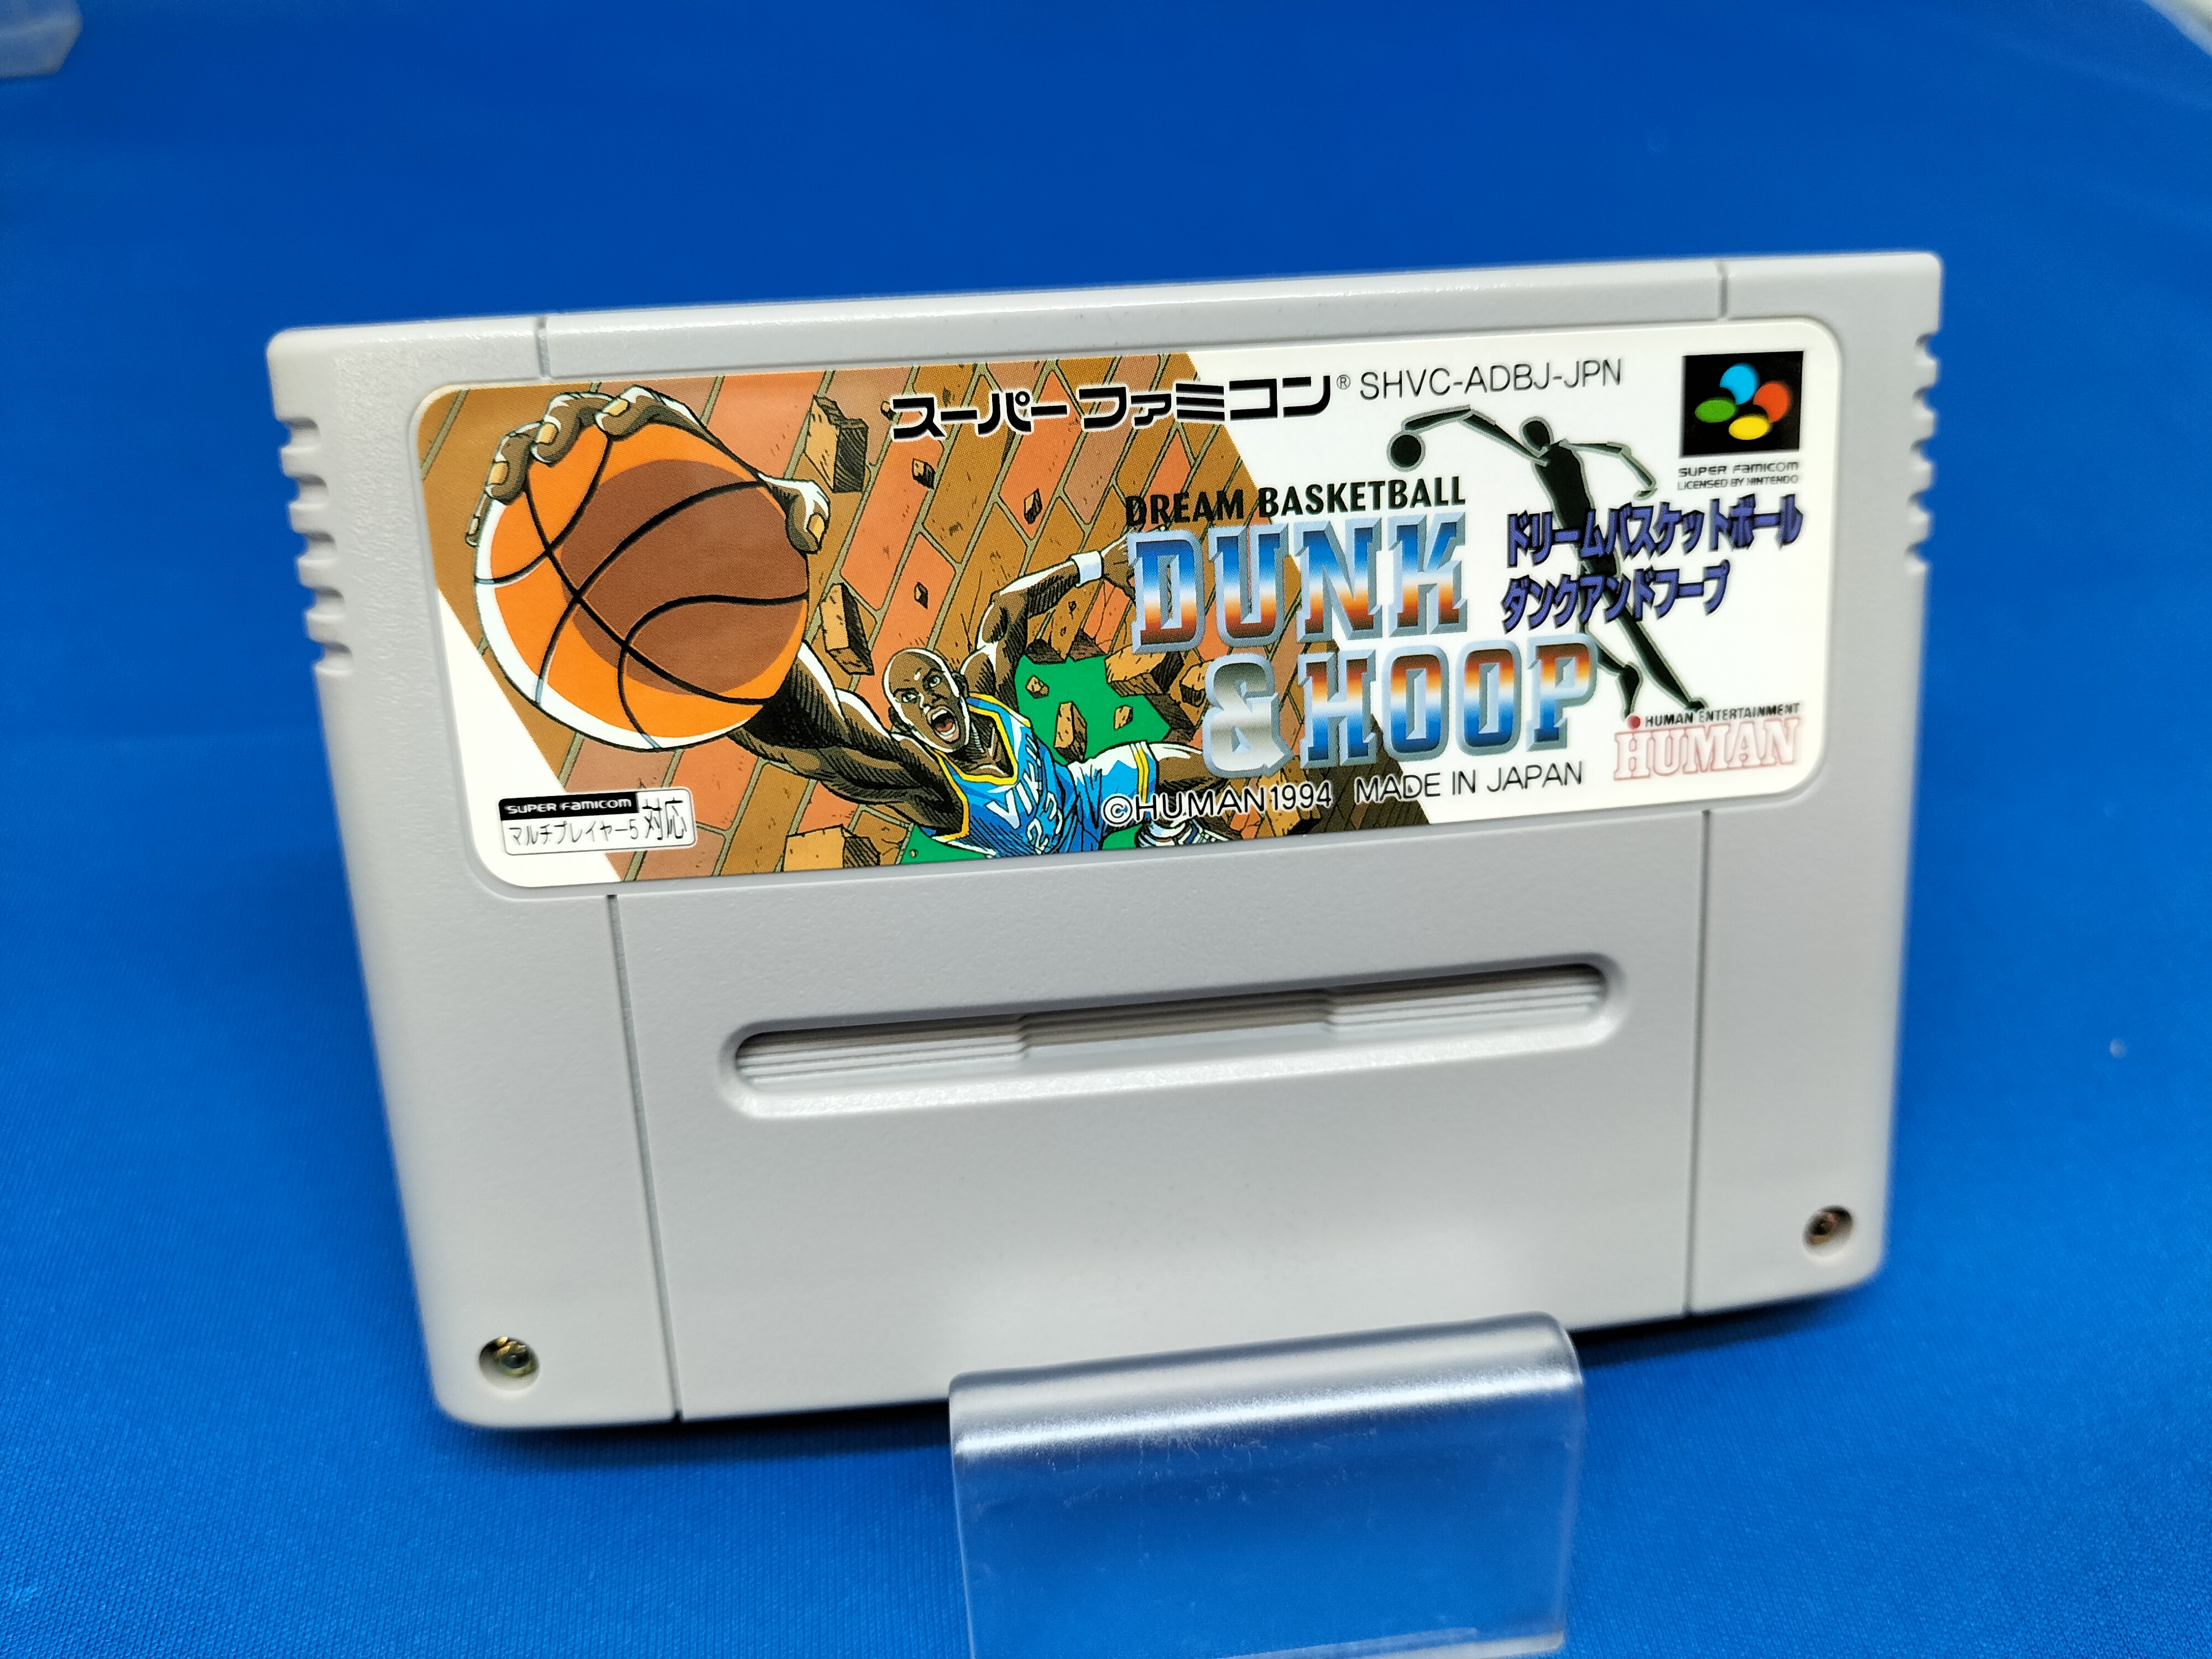 スーパーファミコン® SHVC-ADBJ-JPN
SUPER FAMICOM
LICENSED BY NINTENDO
DREAM BASKETBALL
DUNK
& HOOP
ドリームバスケットボール
ダンクアンドフープ
HUMAN ENTERTAINMENT
HUMAN
©HUMAN 1994 MADE IN JAPAN
SUPER FAMICOM
マルチプレイヤー5対応
VIK
23